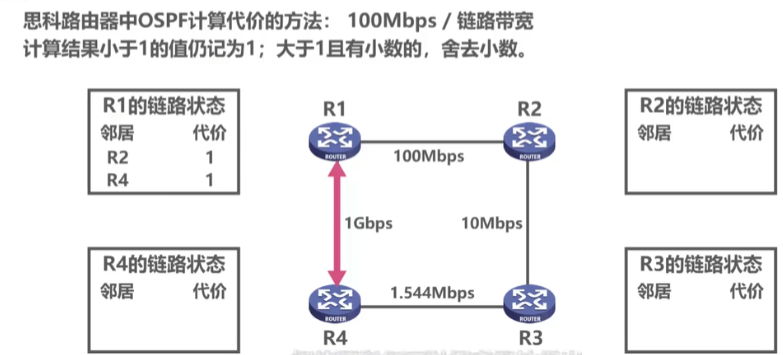 思科路由器中OSPF计算代价的方法： 100Mbps / 链路带宽
计算结果小于1的值仍记为1；大于1且有小数的，舍去小数。
R1的链路状态
邻居 代价
R2 1
R4 1
R1
ROUTER
R2
ROUTER
100Mbps
R2的链路状态
邻居 代价
1Gbps
10Mbps
R4的链路状态
邻居 代价
ROUTER
R4
1.544Mbps
ROUTER
R3
R3的链路状态
邻居 代价